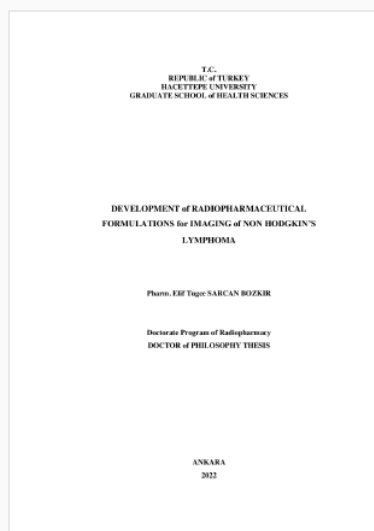 T.C.
REPUBLIC of TURKEY
HACETTEPE UNIVERSITY
GRADUATE SCHOOL of HEALTH SCIENCES
DEVELOPMENT of RADIOPHARMACEUTICAL
FORMULATIONS for IMAGING of NON HODGKIN'S
LYMPHOMA
Pharm. Elif Tugce SARCAN BOZKIR
Doctorate Program of Radiopharmacy
DOCTOR of PHILOSOPHY THESIS
ANKARA
2022